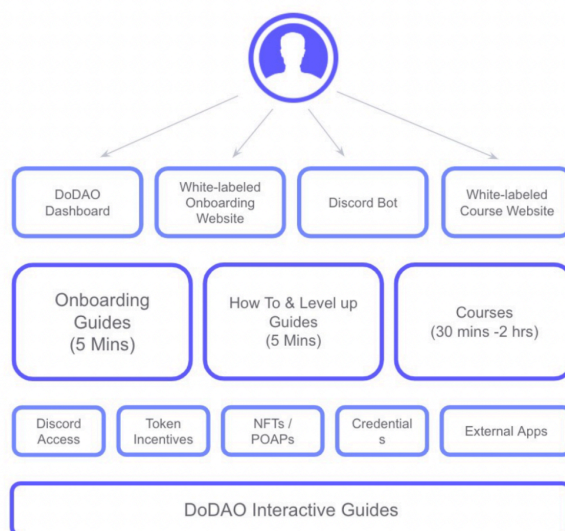 DoDAO
Dashboard
White-labeled
Onboarding
Website
Discord Bot
White-labeled
Course Website
Onboarding
Guides
(5 Mins)
How To & Level up
Guides
(5 Mins)
Courses
(30 mins -2 hrs)
Discord
Access
Token
Incentives
NFTs /
POAPs
Credential
s
External Apps
DoDAO Interactive Guides